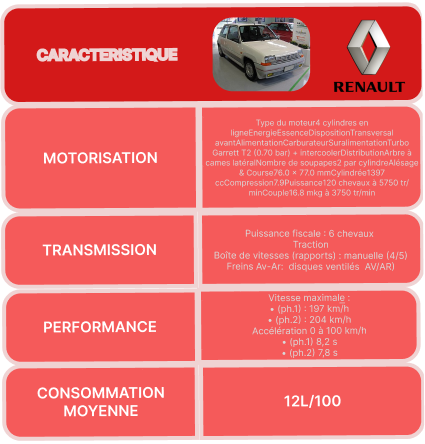 CARACTERISTIQUE
RENAULT
MOTORISATION
Type du moteur4 cylindres en
ligneEnergieEssenceDispositionTransversal
avantAlimentationCarburateurSuralimentationTurbo
Garrett T2 (0.70 bar) + intercoolerDistributionArbre à
cames latéralNombre de soupapes2 par cylindreAlésage
& Course76.0 x 77.0 mmCylindrée1397
ccCompression7.9Puissance120 chevaux à 5750 tr/
minCouple16.8 mkg à 3750 tr/min
TRANSMISSION
Puissance fiscale : 6 chevaux
Traction
Boîte de vitesses (rapports) : manuelle (4/5)
Freins Av-Ar: disques ventilés AV/AR)
PERFORMANCE
Vitesse maximale :
• (ph.1) : 197 km/h
• (ph.2) : 204 km/h
Accélération 0 à 100 km/h
• (ph.1) 8,2 s
• (ph.2) 7,8 s
CONSOMMATION
MOYENNE
12L/100